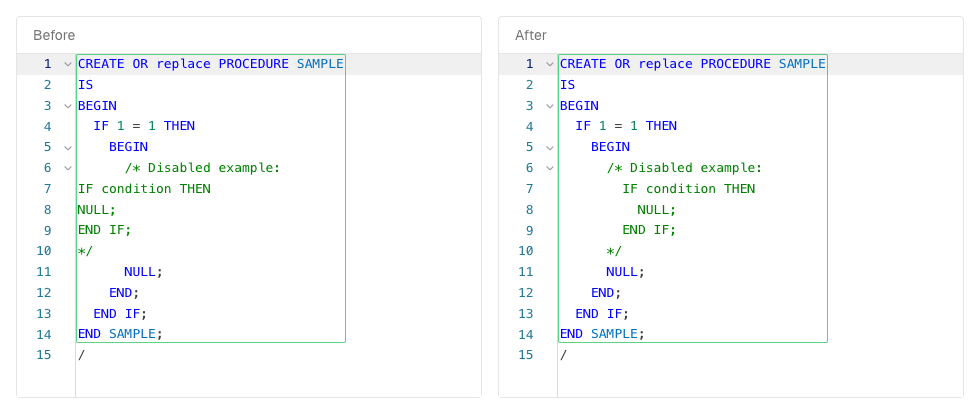 Before
1 CREATE OR replace PROCEDURE SAMPLE
2 IS
3 BEGIN
4   IF 1 = 1 THEN
5     BEGIN
6       /* Disabled example:
7 IF condition THEN
8 NULL;
9 END IF;
10 */
11       NULL;
12     END;
13   END IF;
14 END SAMPLE;
15 /
After
1 CREATE OR replace PROCEDURE SAMPLE
2 IS
3 BEGIN
4   IF 1 = 1 THEN
5     BEGIN
6       /* Disabled example:
7         IF condition THEN
8           NULL;
9         END IF;
10       */
11       NULL;
12     END;
13   END IF;
14 END SAMPLE;
15 /